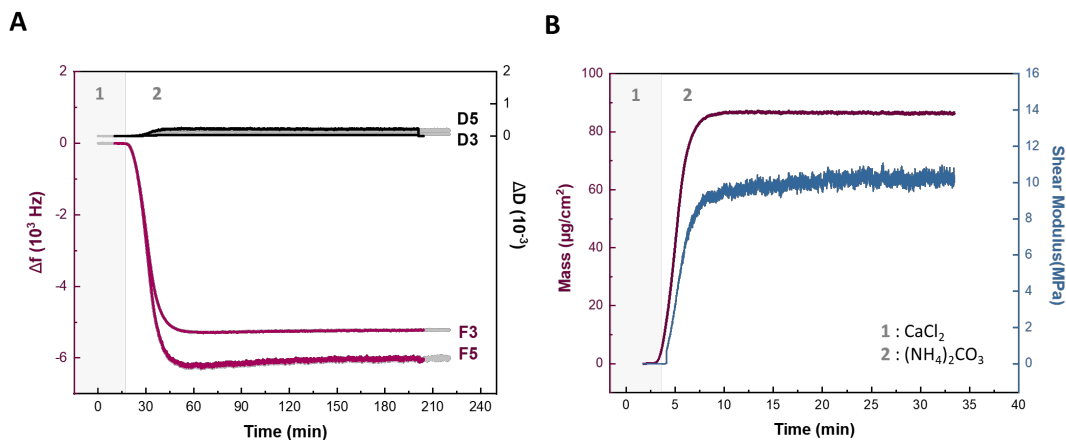 A
B
1
2
D5
D3
F3
F5
2
0
-2
-4
-6
Δf (10³ Hz)
2
1
0
ΔD (10⁻³)
0 30 60 90 120 150 180 210 240
Time (min)
1
2
100
80
60
40
20
0
Mass (µg/cm²)
16
14
12
10
8
6
4
2
0
Shear Modulus(MPa)
1 : CaCl₂
2 : (NH₄)₂CO₃
0 5 10 15 20 25 30 35 40
Time (min)